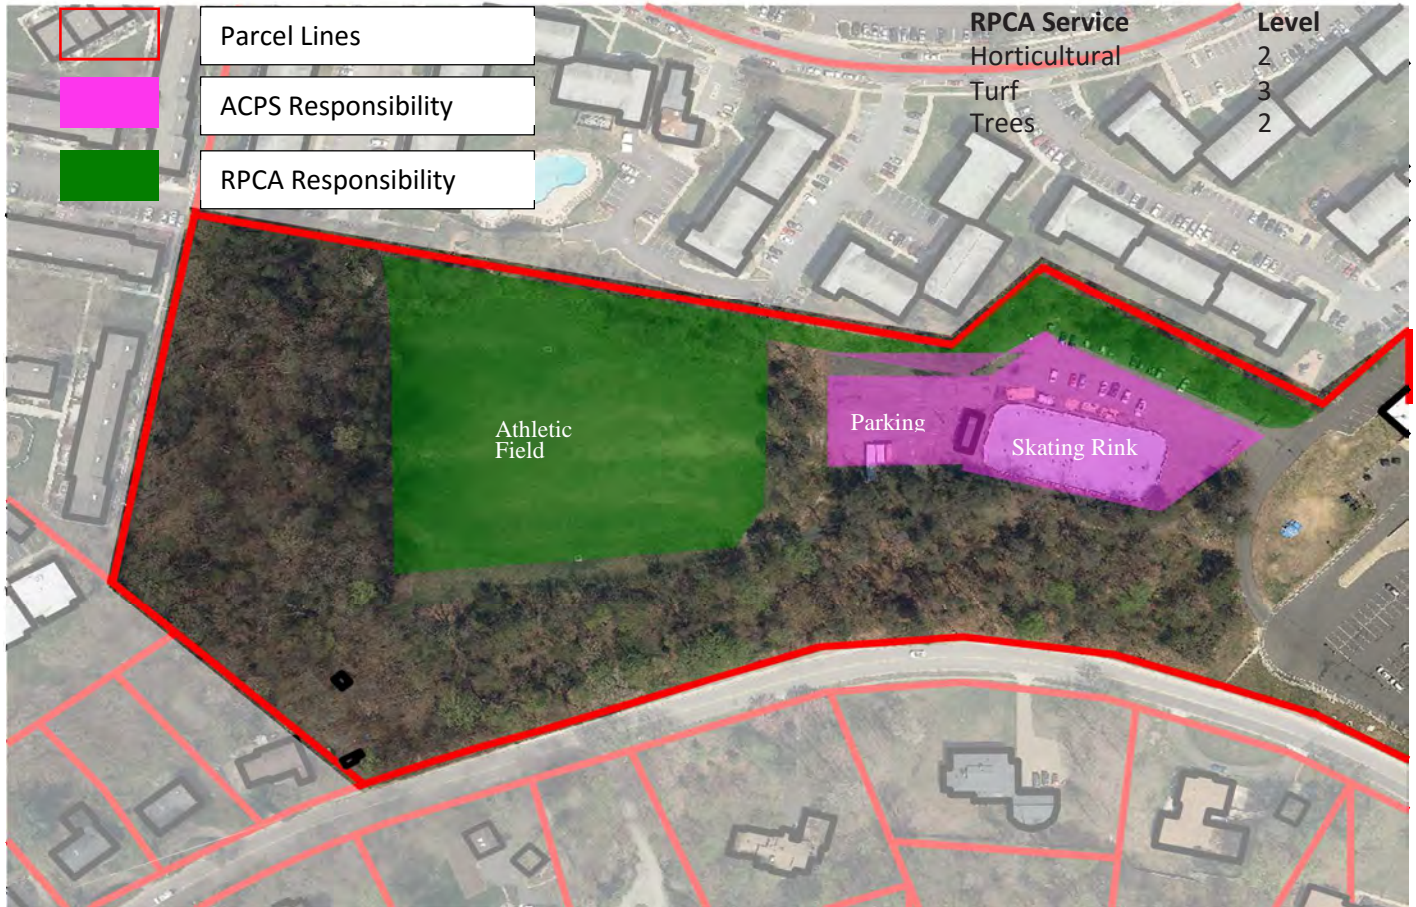 Parcel Lines
ACPS Responsibility
RPCA Responsibility
RPCA Service Level
Horticultural 2
Turf 3
Trees 2
Athletic
Field
Parking
Skating Rink